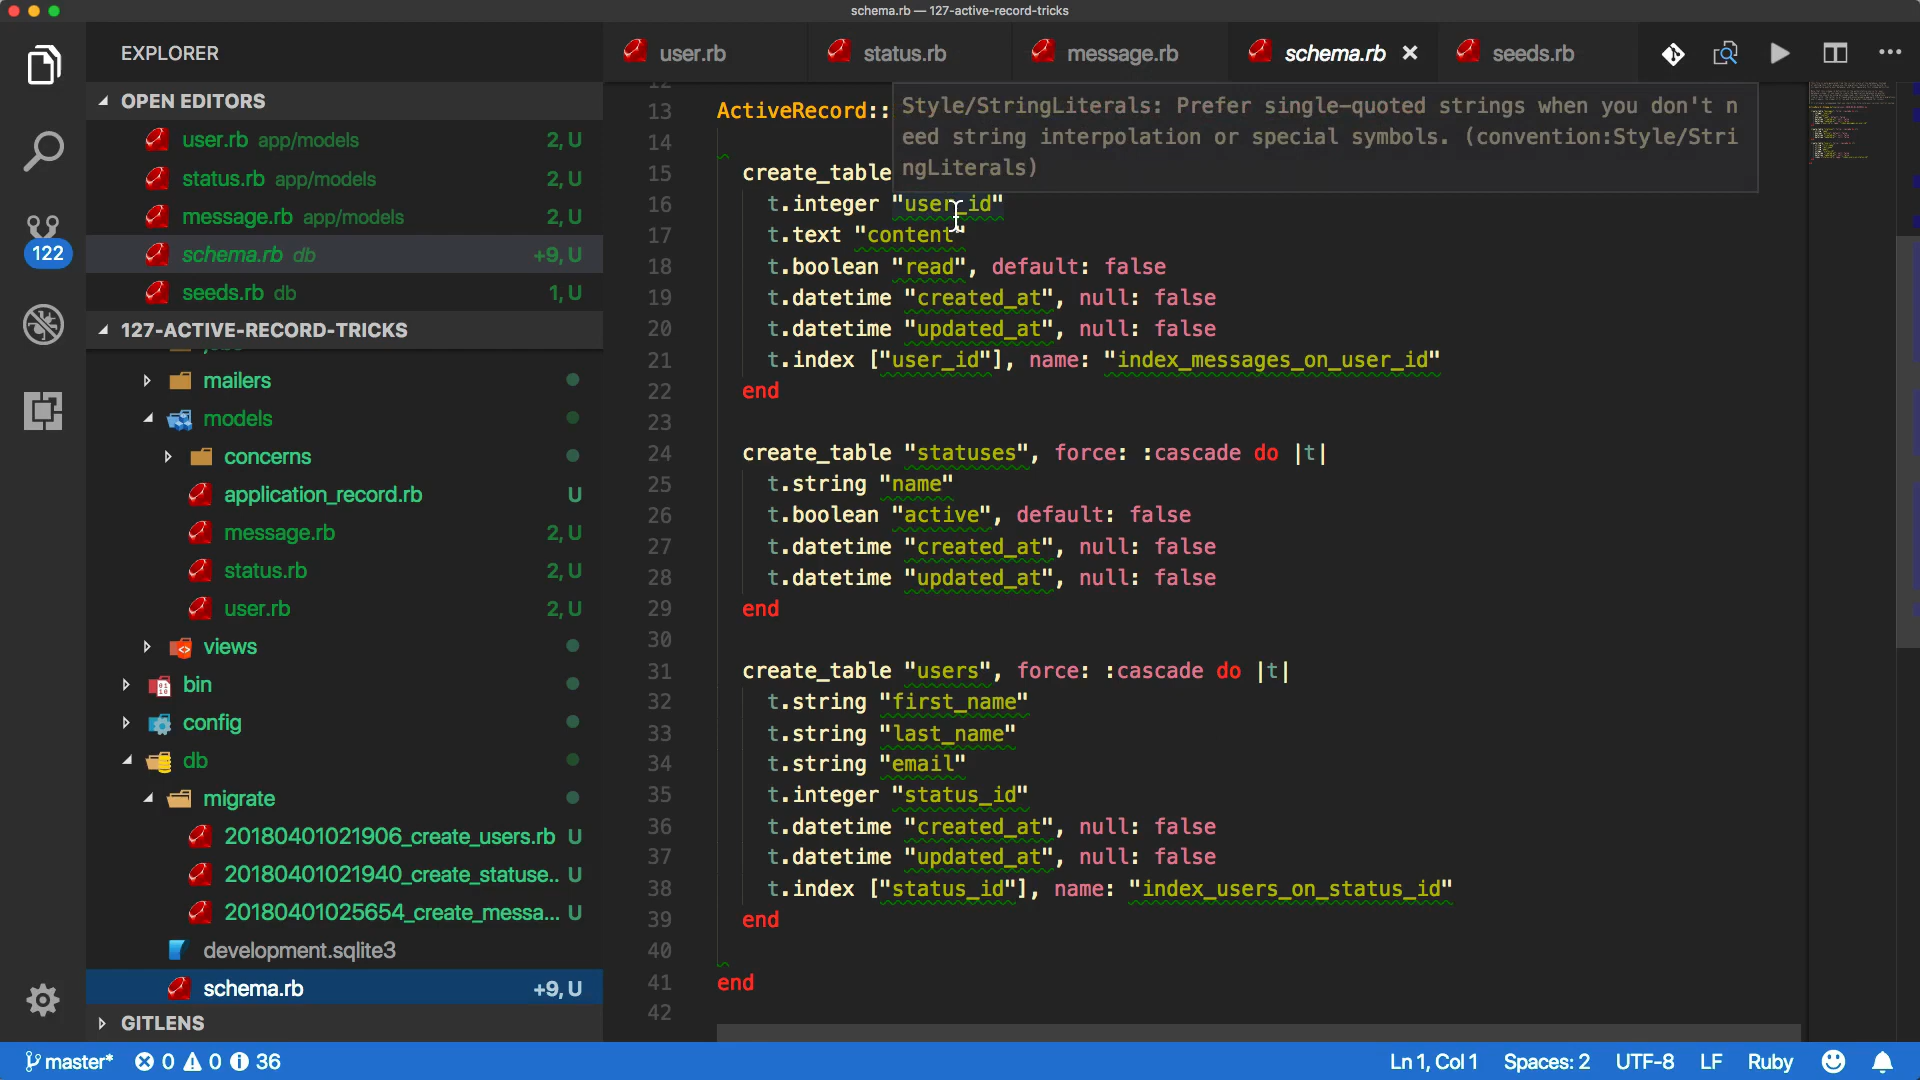 schema.rb — 127-active-record-tricks
EXPLORER
OPEN EDITORS
user.rb app/models 2, U
status.rb app/models 2, U
message.rb app/models 2, U
schema.rb db +9, U
seeds.rb db 1, U
127-ACTIVE-RECORD-TRICKS
mailers
models
concerns
application_record.rb U
message.rb 2, U
status.rb 2, U
user.rb 2, U
views
bin
config
db
migrate
20180401021906_create_users.rb U
20180401021940_create_statuse.. U
20180401025654_create_messa... U
development.sqlite3
schema.rb +9, U
GITLENS
122
user.rb status.rb message.rb schema.rb seeds.rb
Style/StringLiterals: Prefer single-quoted strings when you don't n
eed string interpolation or special symbols. (convention:Style/Stri
ngLiterals)
12
13 ActiveRecord::
14
15 create_table
16 t.integer "user_id"
17 t.text "content"
18 t.boolean "read", default: false
19 t.datetime "created_at", null: false
20 t.datetime "updated_at", null: false
21 t.index ["user_id"], name: "index_messages_on_user_id"
22 end
23
24 create_table "statuses", force: :cascade do |t|
25 t.string "name"
26 t.boolean "active", default: false
27 t.datetime "created_at", null: false
28 t.datetime "updated_at", null: false
29 end
30
31 create_table "users", force: :cascade do |t|
32 t.string "first_name"
33 t.string "last_name"
34 t.string "email"
35 t.integer "status_id"
36 t.datetime "created_at", null: false
37 t.datetime "updated_at", null: false
38 t.index ["status_id"], name: "index_users_on_status_id"
39 end
40
41 end
42
master* 0 0 36 Ln 1, Col 1 Spaces: 2 UTF-8 LF Ruby